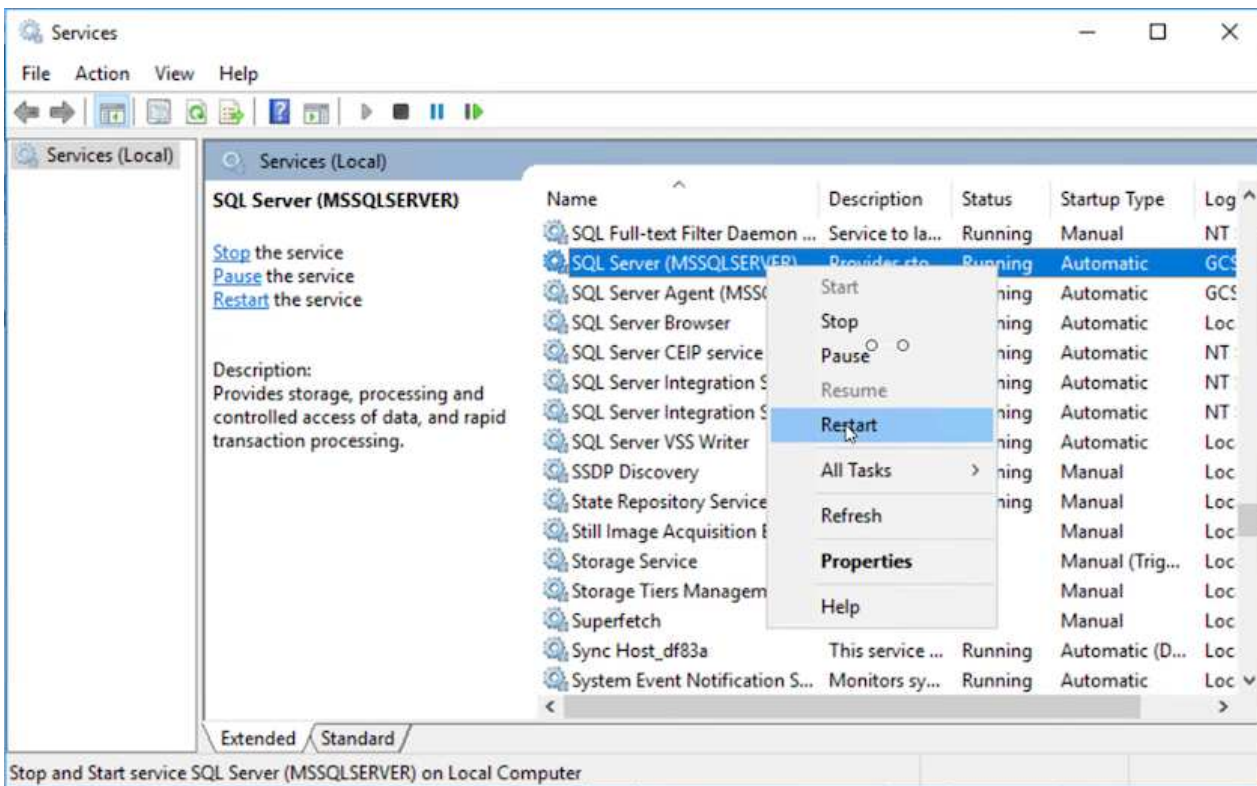 Services
File Action View Help
Services (Local)
Services (Local)
SQL Server (MSSQLSERVER)
Stop the service
Pause the service
Restart the service
Description:
Provides storage, processing and
controlled access of data, and rapid
transaction processing.
Name Description Status Startup Type Log
SQL Full-text Filter Daemon ... Service to la... Running Manual NT
SQL Server (MSSQLSERVER) Provides sto... Running Automatic GCS
SQL Server Agent (MSS Automatic GCS
SQL Server Browser Automatic Loc
SQL Server CEIP service Automatic NT
SQL Server Integration S Automatic NT
SQL Server Integration S Automatic NT
SQL Server VSS Writer Automatic Loc
SSDP Discovery Manual Loc
State Repository Service Manual Loc
Still Image Acquisition E Manual Loc
Storage Service Manual (Trig... Loc
Storage Tiers Managem Manual Loc
Superfetch Manual Loc
Sync Host_df83a This service ... Running Automatic (D... Loc
System Event Notification S... Monitors sy... Running Automatic Loc
Start
Stop
Pause
Resume
Restart
All Tasks
Refresh
Properties
Help
Extended Standard
Stop and Start service SQL Server (MSSQLSERVER) on Local Computer